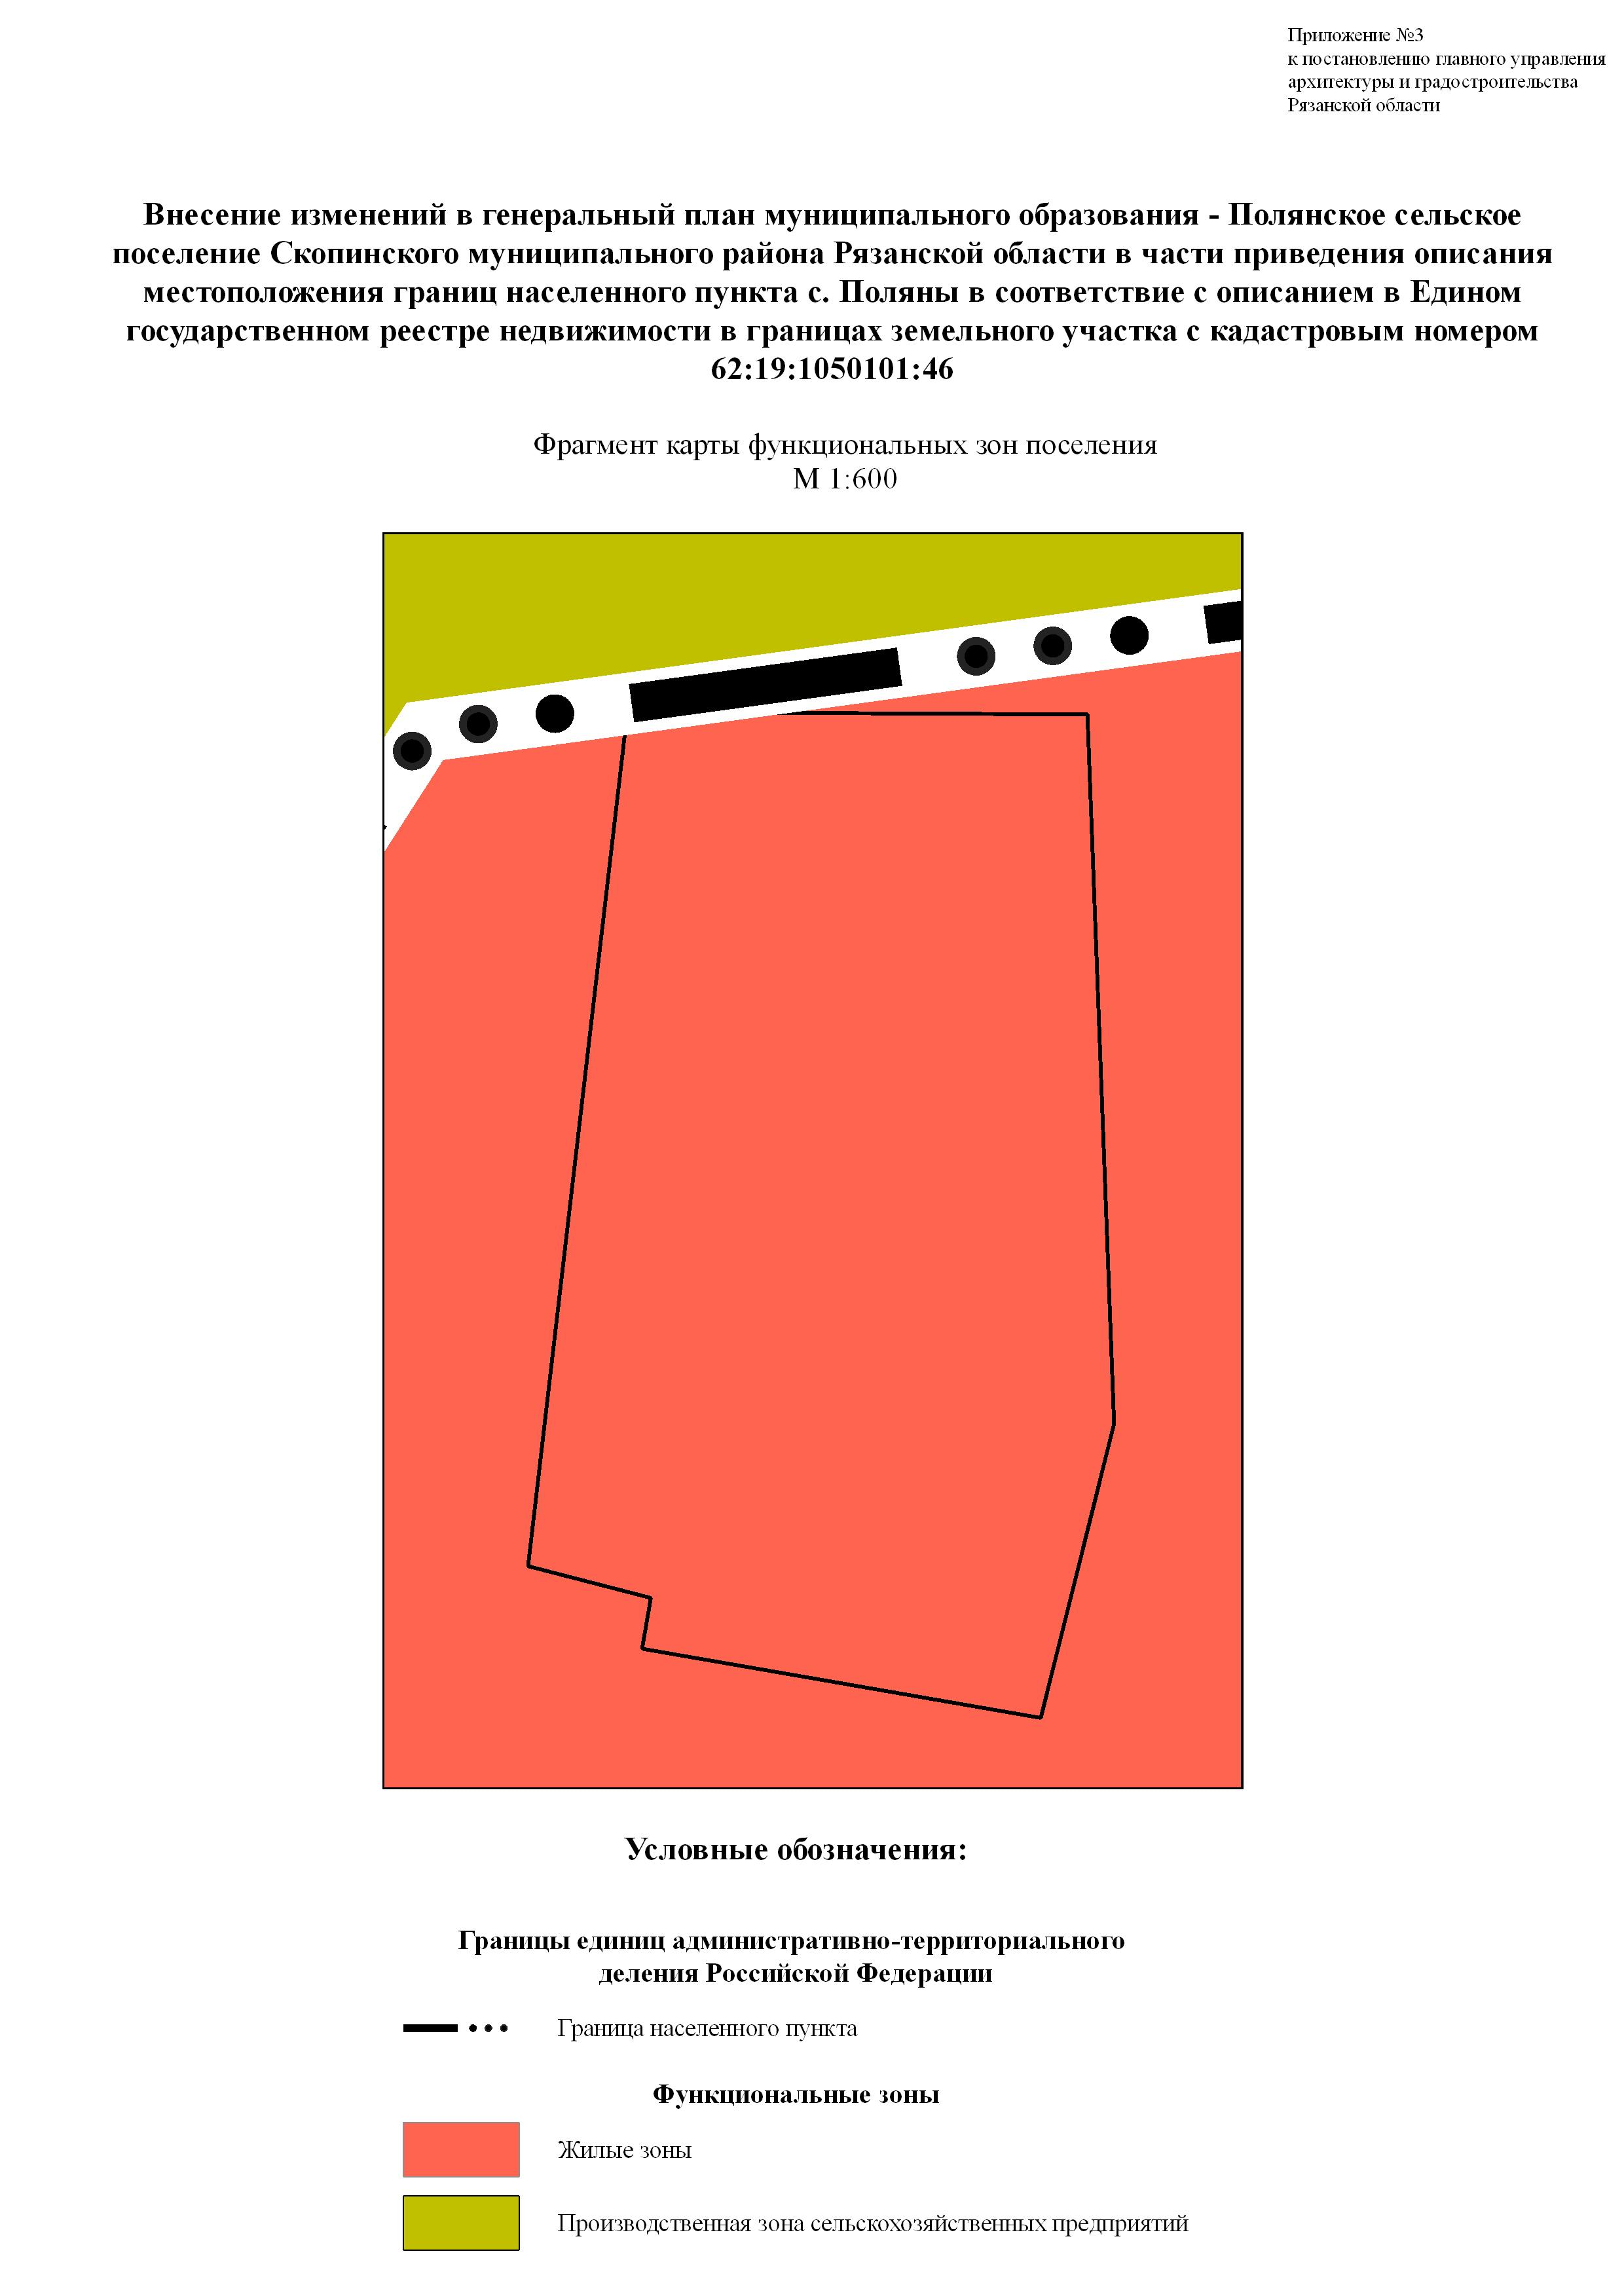 Приложение №3
к постановлению главного управления
архитектуры и градостроительства
Рязанской области
Внесение изменений в генеральный план муниципального образования - Полянское сельское
поселение Скопинского муниципального района Рязанской области в части приведения описания
местоположения границ населенного пункта с. Поляны в соответствие с описанием в Едином
государственном реестре недвижимости в границах земельного участка с кадастровым номером
62:19:1050101:46
Фрагмент карты функциональных зон поселения
М 1:600
Условные обозначения:
Границы единиц административно-территориального
деления Российской Федерации
Граница населенного пункта
Функциональные зоны
Жилые зоны
Производственная зона сельскохозяйственных предприятий